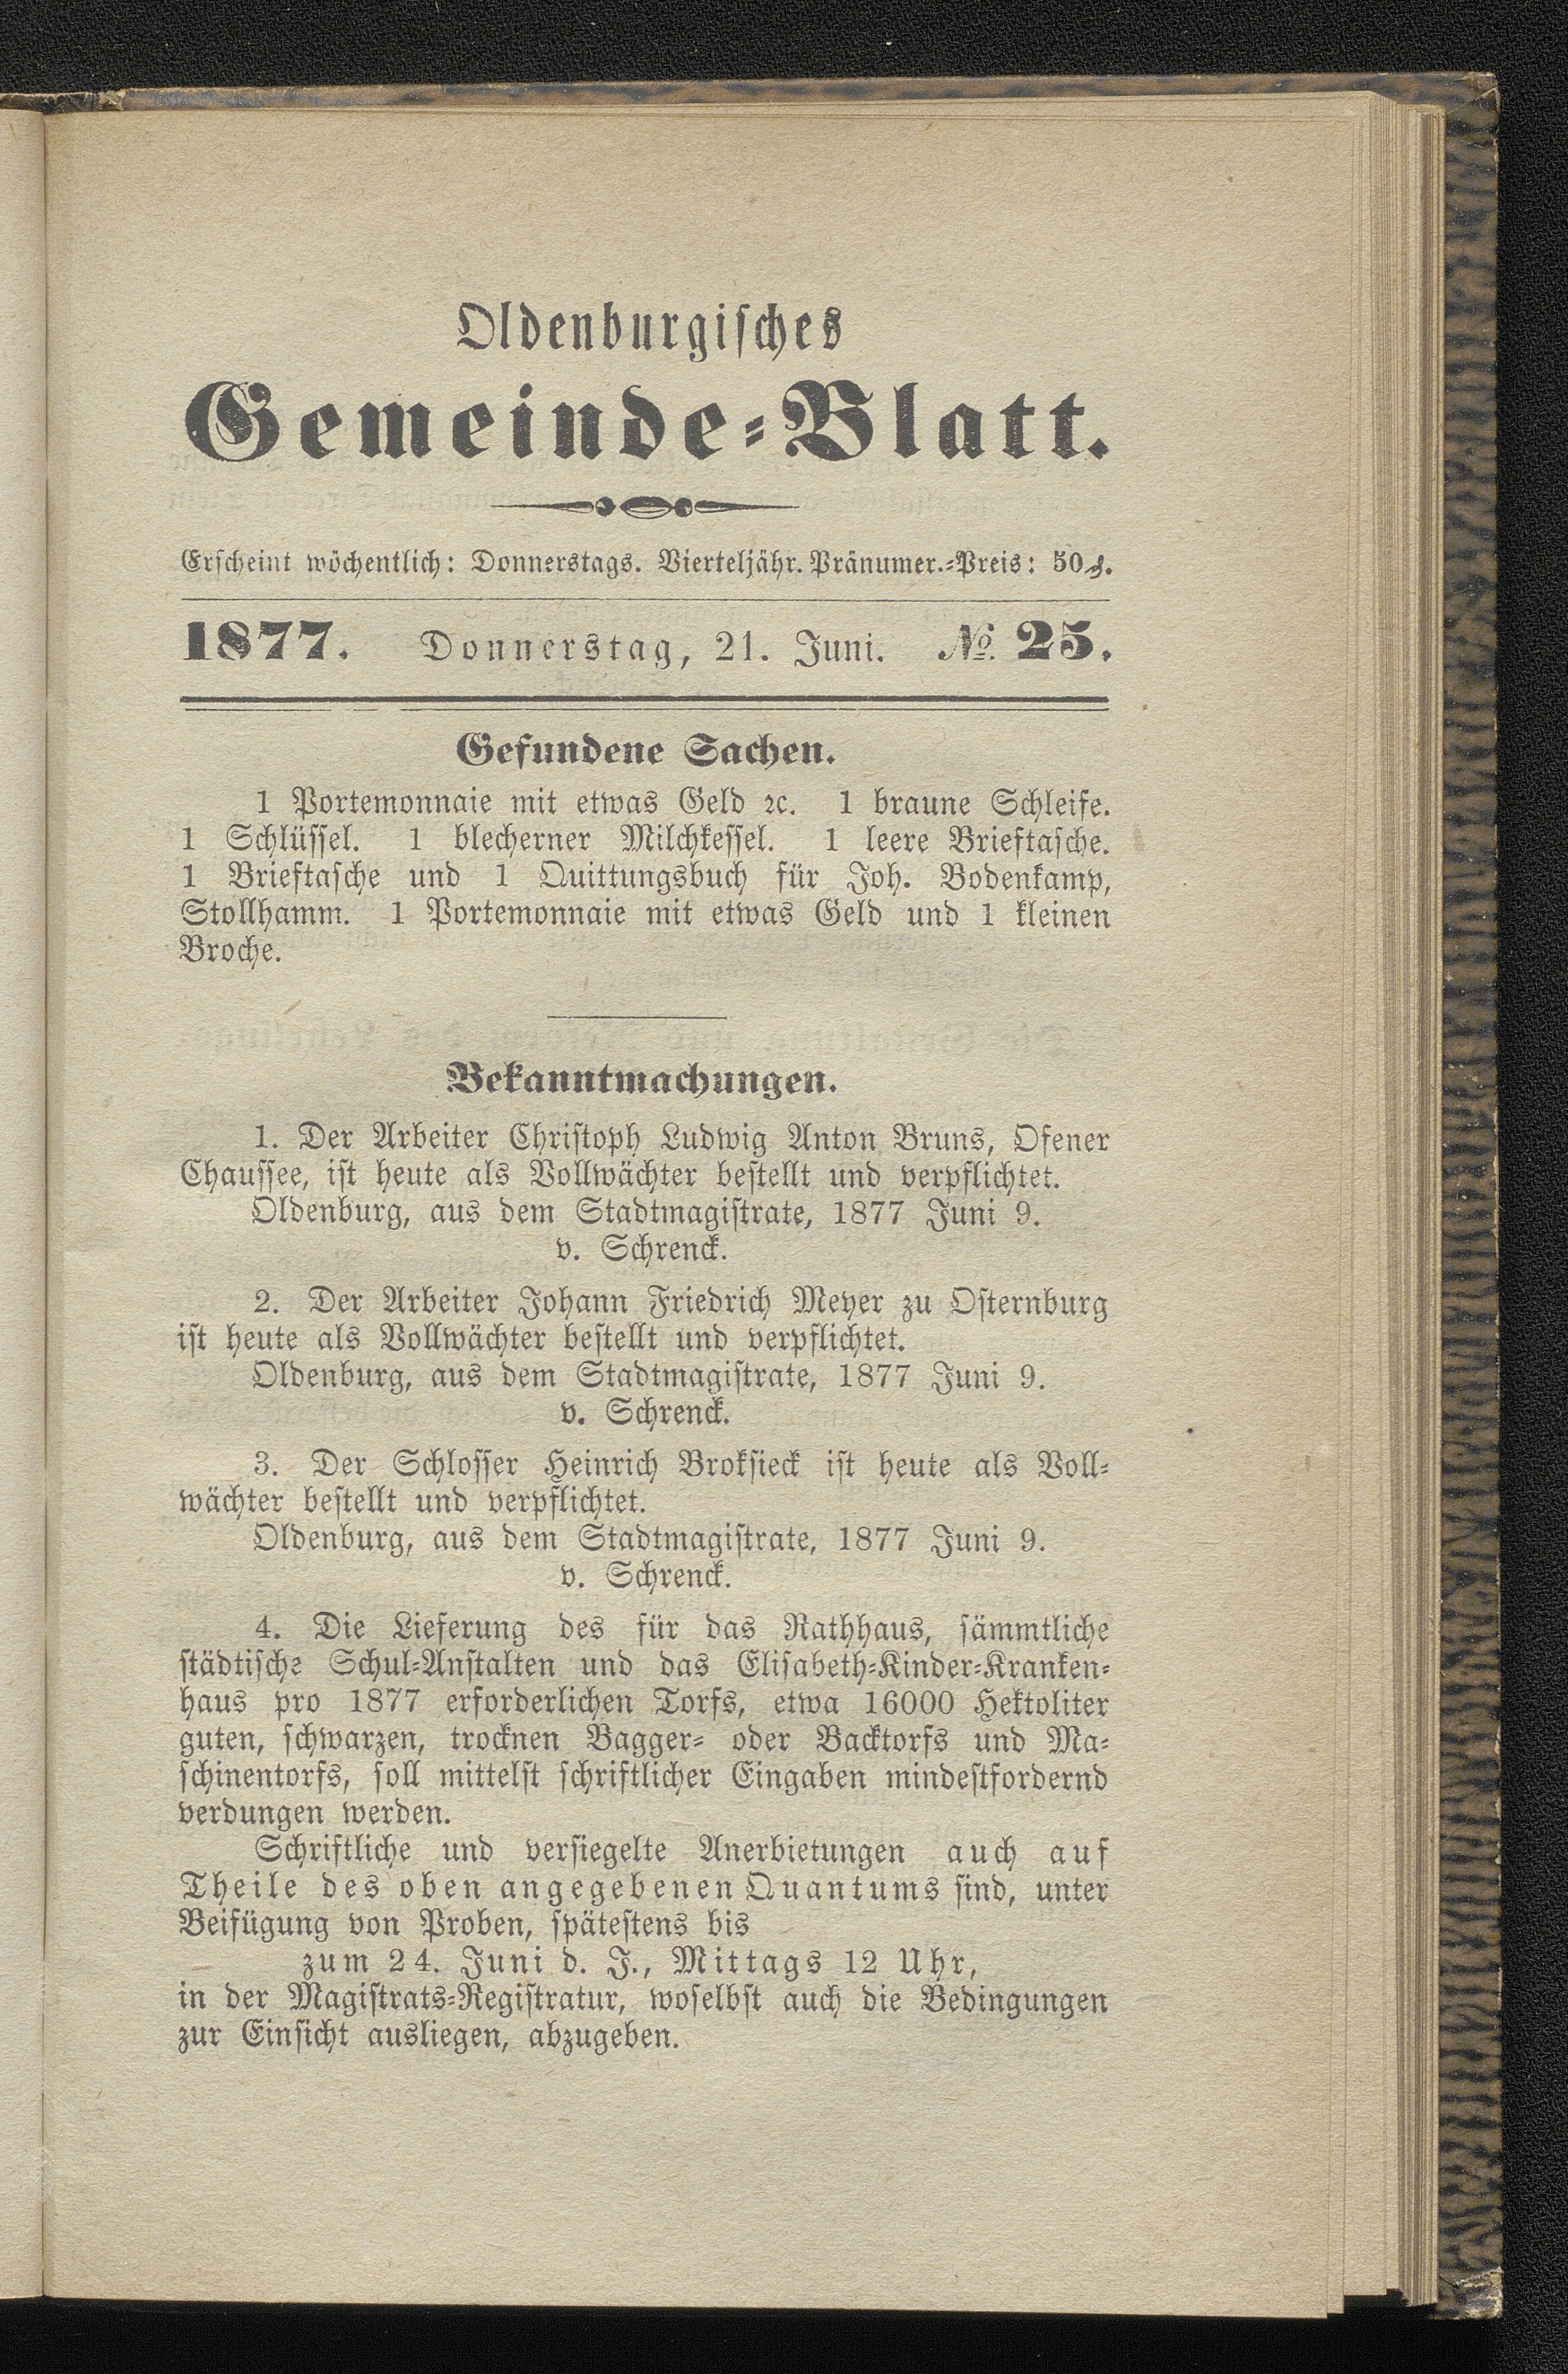 Oldenburgisches
Gemeinde-Blatt.
Erscheint wöchentlich: Donnerstags. Vierteljähr. Pränumer.-Preis: 50 ₰.
1877. Donnerstag, 21. Juni. № 25.
Gefundene Sachen.
1 Portemonnaie mit etwas Geld ꝛc. 1 braune Schleife.
1 Schlüssel. 1 blecherner Milchkessel. 1 leere Brieftasche.
1 Brieftasche und 1 Quittungsbuch für Joh. Bodenkamp,
Stollhamm. 1 Portemonnaie mit etwas Geld und 1 kleinen
Broche.
Bekanntmachungen.
1. Der Arbeiter Christoph Ludwig Anton Bruns, Ofener
Chaussee, ist heute als Vollwächter bestellt und verpflichtet.
Oldenburg, aus dem Stadtmagistrate, 1877 Juni 9.
v. Schrenck.
2. Der Arbeiter Johann Friedrich Meyer zu Osternburg
ist heute als Vollwächter bestellt und verpflichtet.
Oldenburg, aus dem Stadtmagistrate, 1877 Juni 9.
v. Schrenck.
3. Der Schlosser Heinrich Broksieck ist heute als Voll-
wächter bestellt und verpflichtet.
Oldenburg, aus dem Stadtmagistrate, 1877 Juni 9.
v. Schrenck.
4. Die Lieferung des für das Rathhaus, sämmtliche
städtische Schul-Anstalten und das Elisabeth-Kinder-Kranken-
haus pro 1877 erforderlichen Torfs, etwa 16000 Hektoliter
guten, schwarzen, trocknen Bagger- oder Backtorfs und Ma-
schinentorfs, soll mittelst schriftlicher Eingaben mindestfordernd
verdungen werden.
Schriftliche und versiegelte Anerbietungen auch auf
Theile des oben angegebenen Quantums sind, unter
Beifügung von Proben, spätestens bis
zum 24. Juni d. J., Mittags 12 Uhr,
in der Magistrats-Registratur, woselbst auch die Bedingungen
zur Einsicht ausliegen, abzugeben.